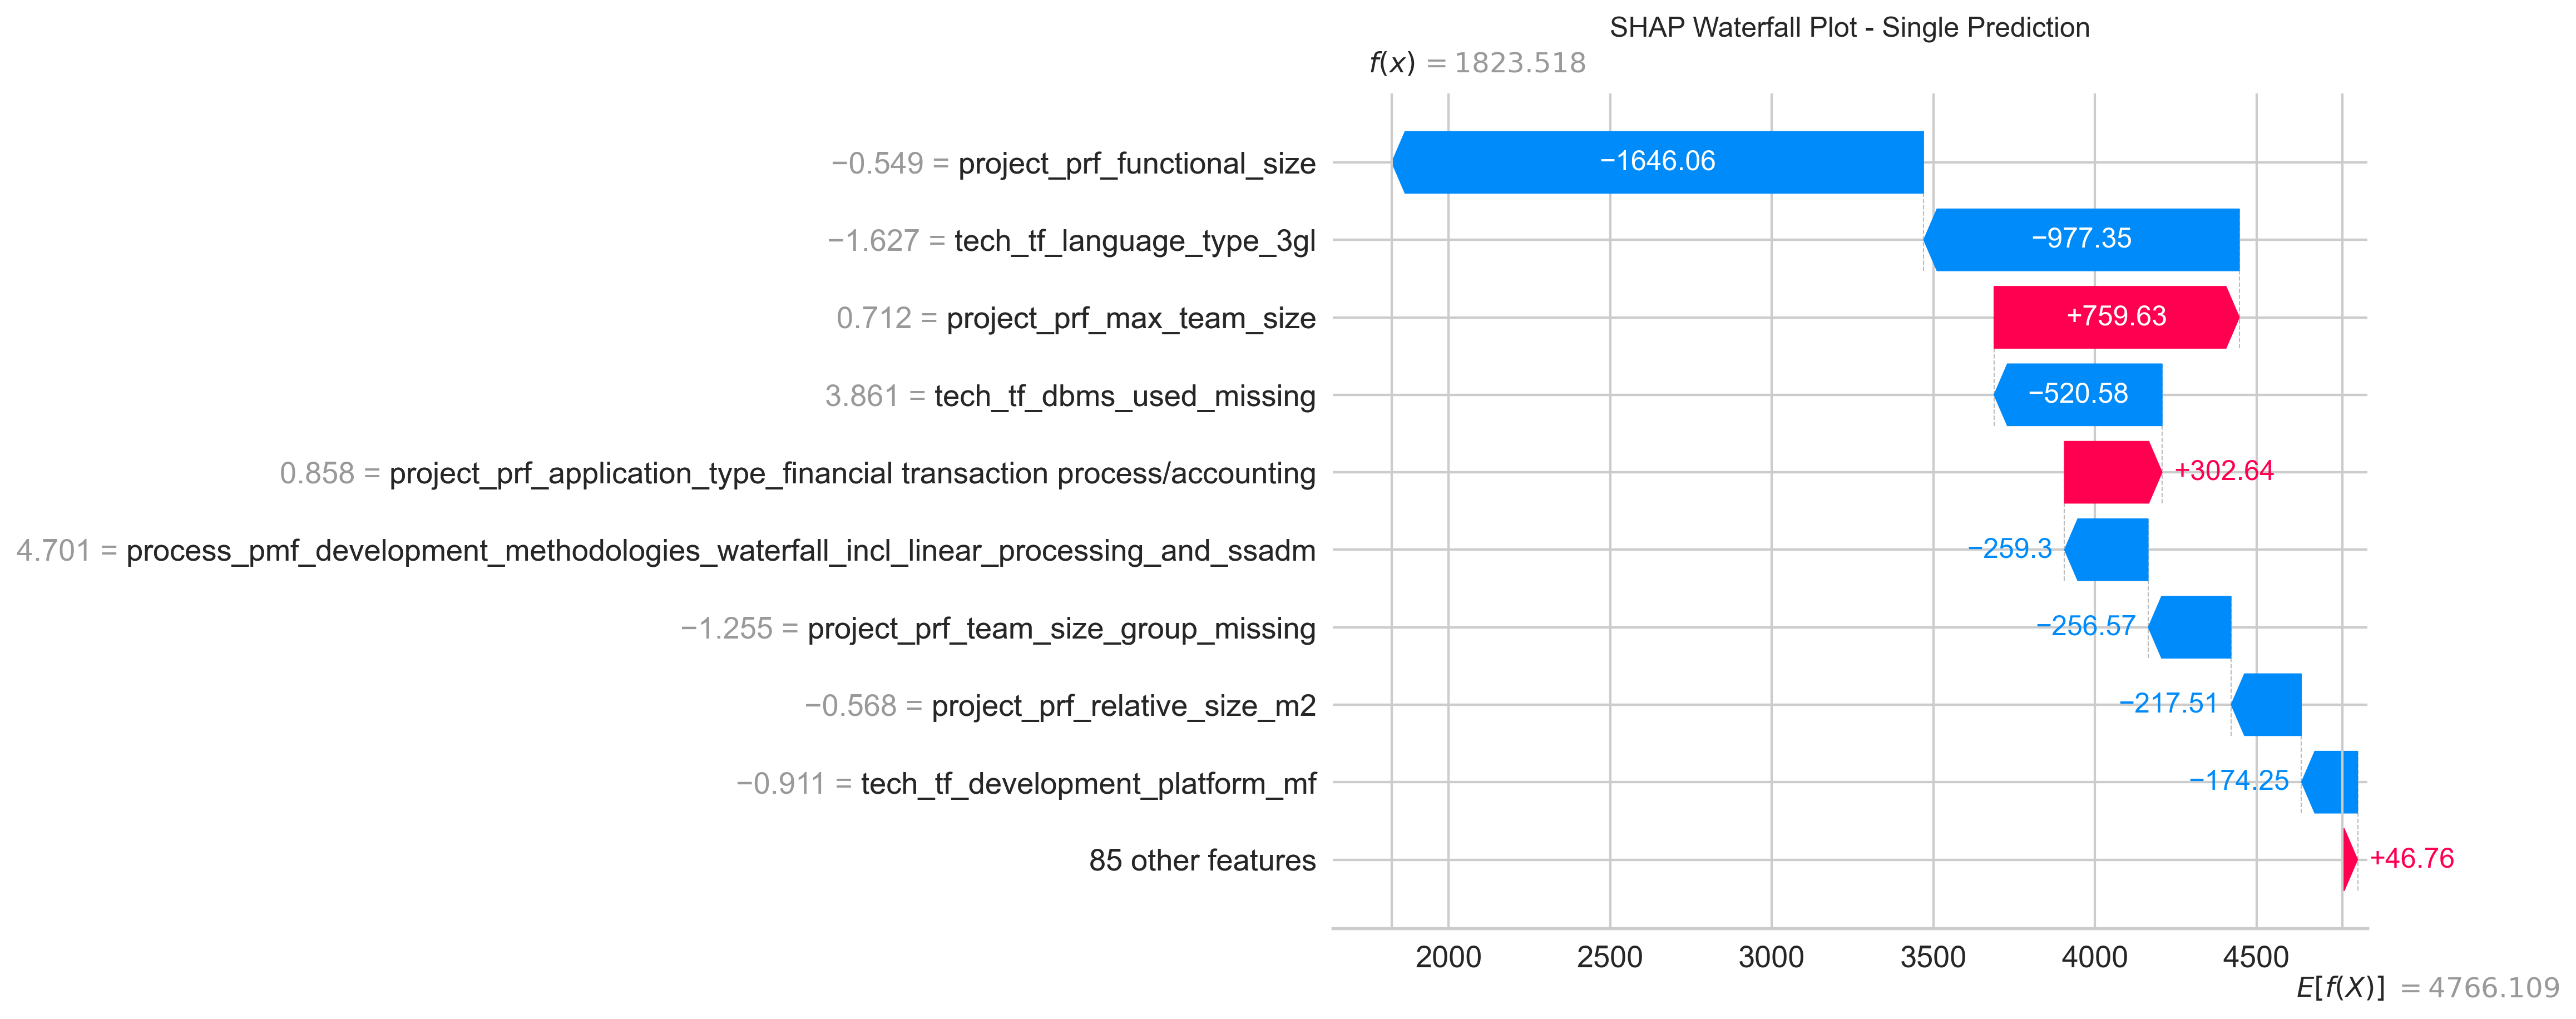 SHAP Waterfall Plot - Single Prediction
f(x) = 1823.518
−0.549 = project_prf_functional_size
−1646.06
−1.627 = tech_tf_language_type_3gl
−977.35
0.712 = project_prf_max_team_size
+759.63
3.861 = tech_tf_dbms_used_missing
−520.58
0.858 = project_prf_application_type_financial transaction process/accounting
+302.64
4.701 = process_pmf_development_methodologies_waterfall_incl_linear_processing_and_ssadm
−259.3
−1.255 = project_prf_team_size_group_missing
−256.57
−0.568 = project_prf_relative_size_m2
−217.51
−0.911 = tech_tf_development_platform_mf
−174.25
85 other features
+46.76
2000 2500 3000 3500 4000 4500
E[f(X)] = 4766.109